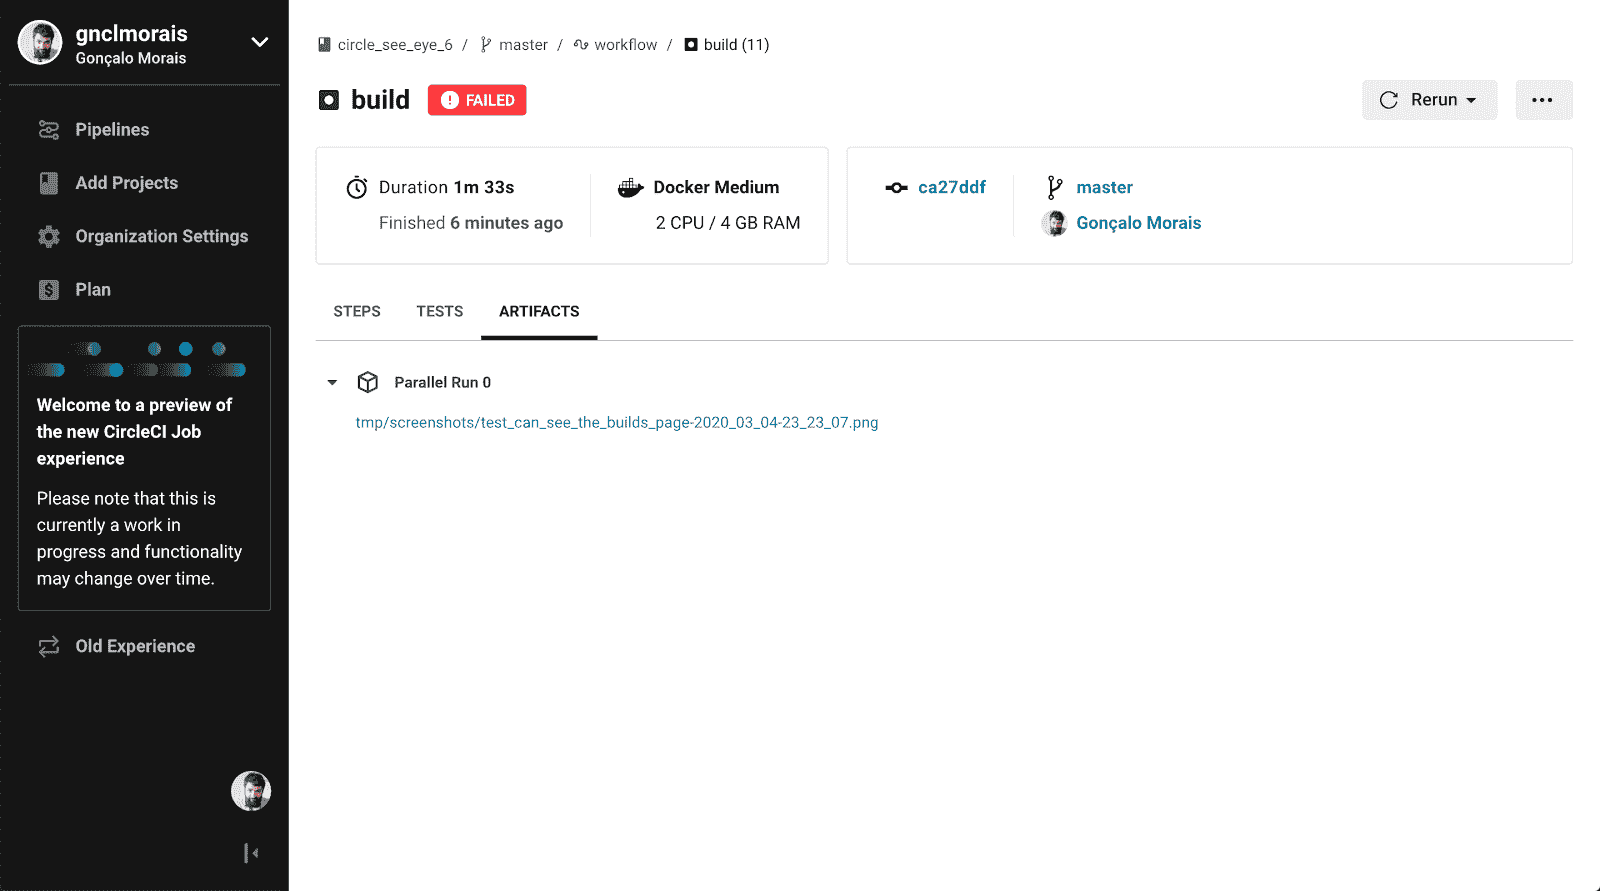 gnclmorais
Gonçalo Morais
Pipelines
Add Projects
Organization Settings
Plan
Welcome to a preview of
the new CircleCI Job
experience
Please note that this is
currently a work in
progress and functionality
may change over time.
Old Experience
circle_see_eye_6 / master / workflow / build (11)
build FAILED
Rerun
Duration 1m 33s
Finished 6 minutes ago
Docker Medium
2 CPU / 4 GB RAM
ca27ddf
master
Gonçalo Morais
STEPS TESTS ARTIFACTS
Parallel Run 0
tmp/screenshots/test_can_see_the_builds_page-2020_03_04-23_23_07.png